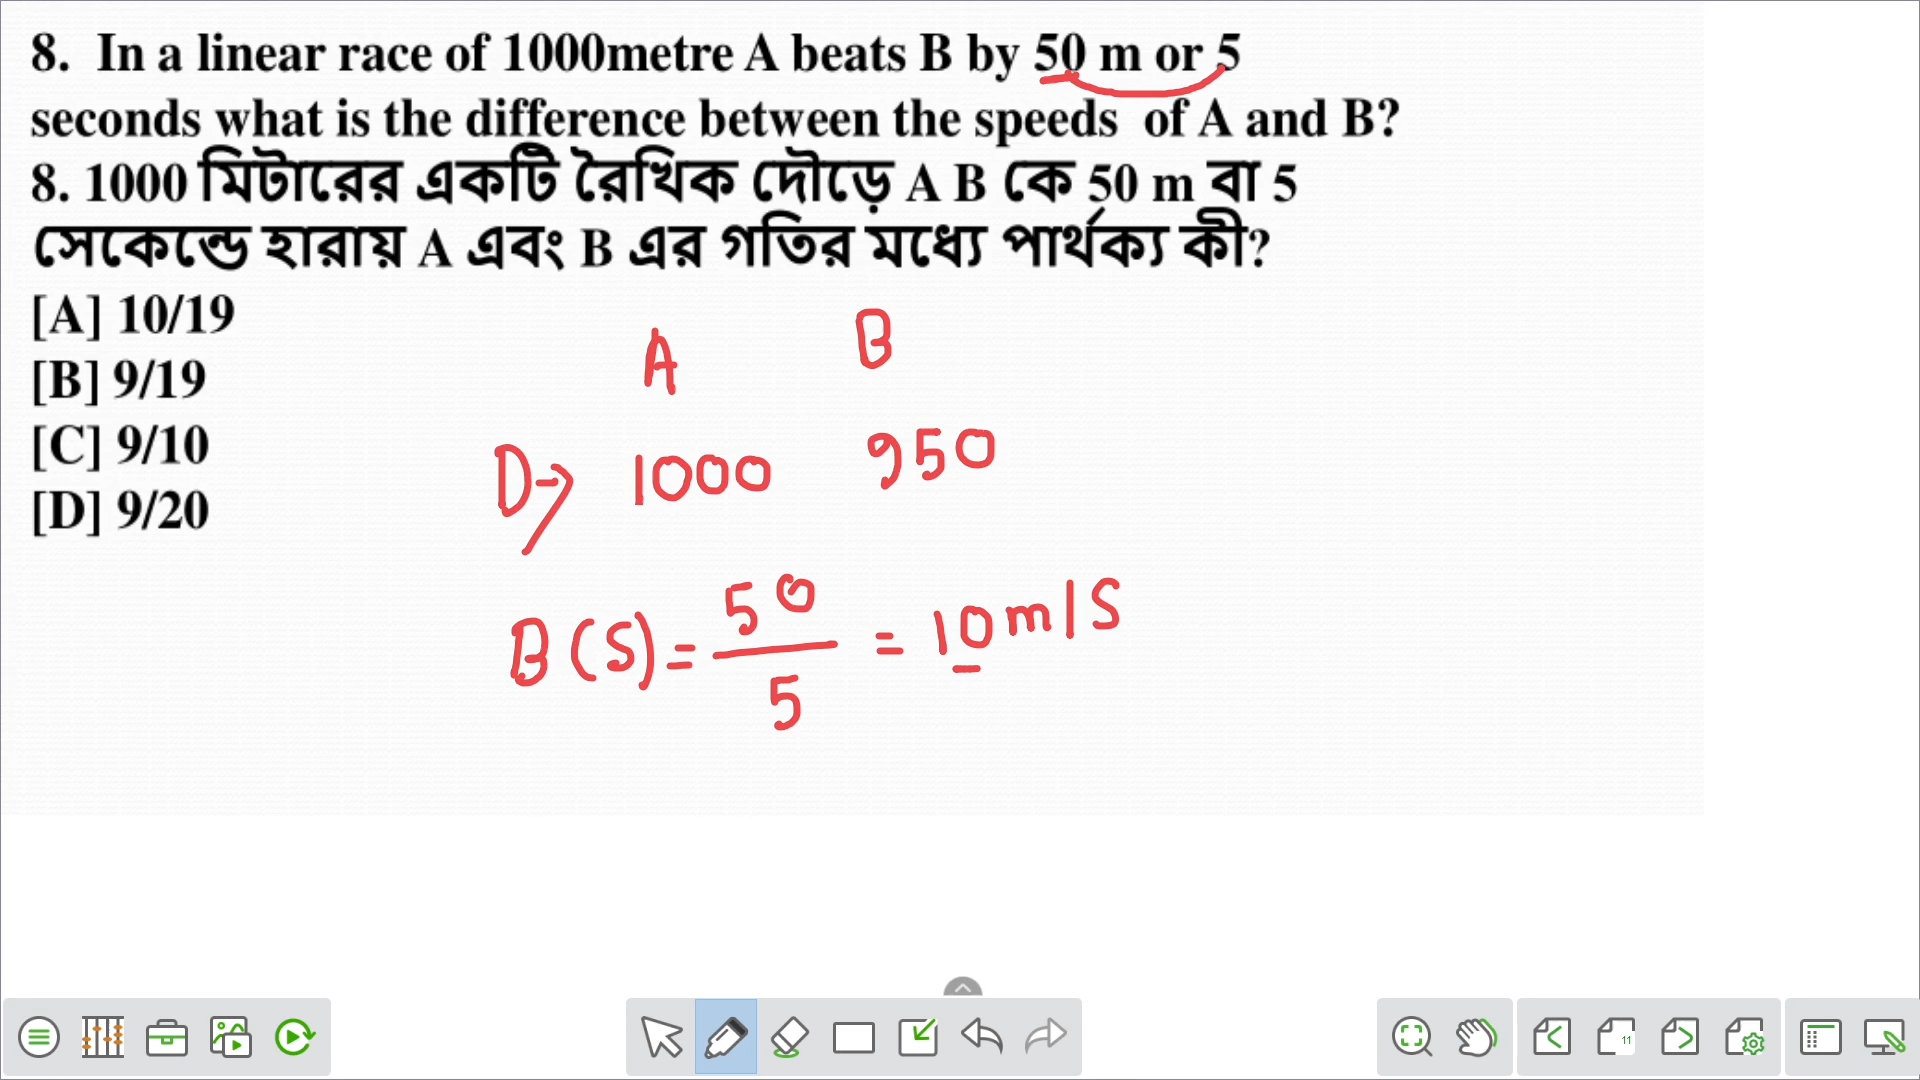 8. In a linear race of 1000metre A beats B by 50 m or 5
seconds what is the difference between the speeds of A and B?
8. 1000 মিটারের একটি রৈখিক দৌড়ে A B কে 50 m বা 5
সেকেন্ডে হারায় A এবং B এর গতির মধ্যে পার্থক্য কী?
[A] 10/19
[B] 9/19
[C] 9/10
[D] 9/20
A B
D→ 1000 950
B(S) = 50/5 = 10m/S
11